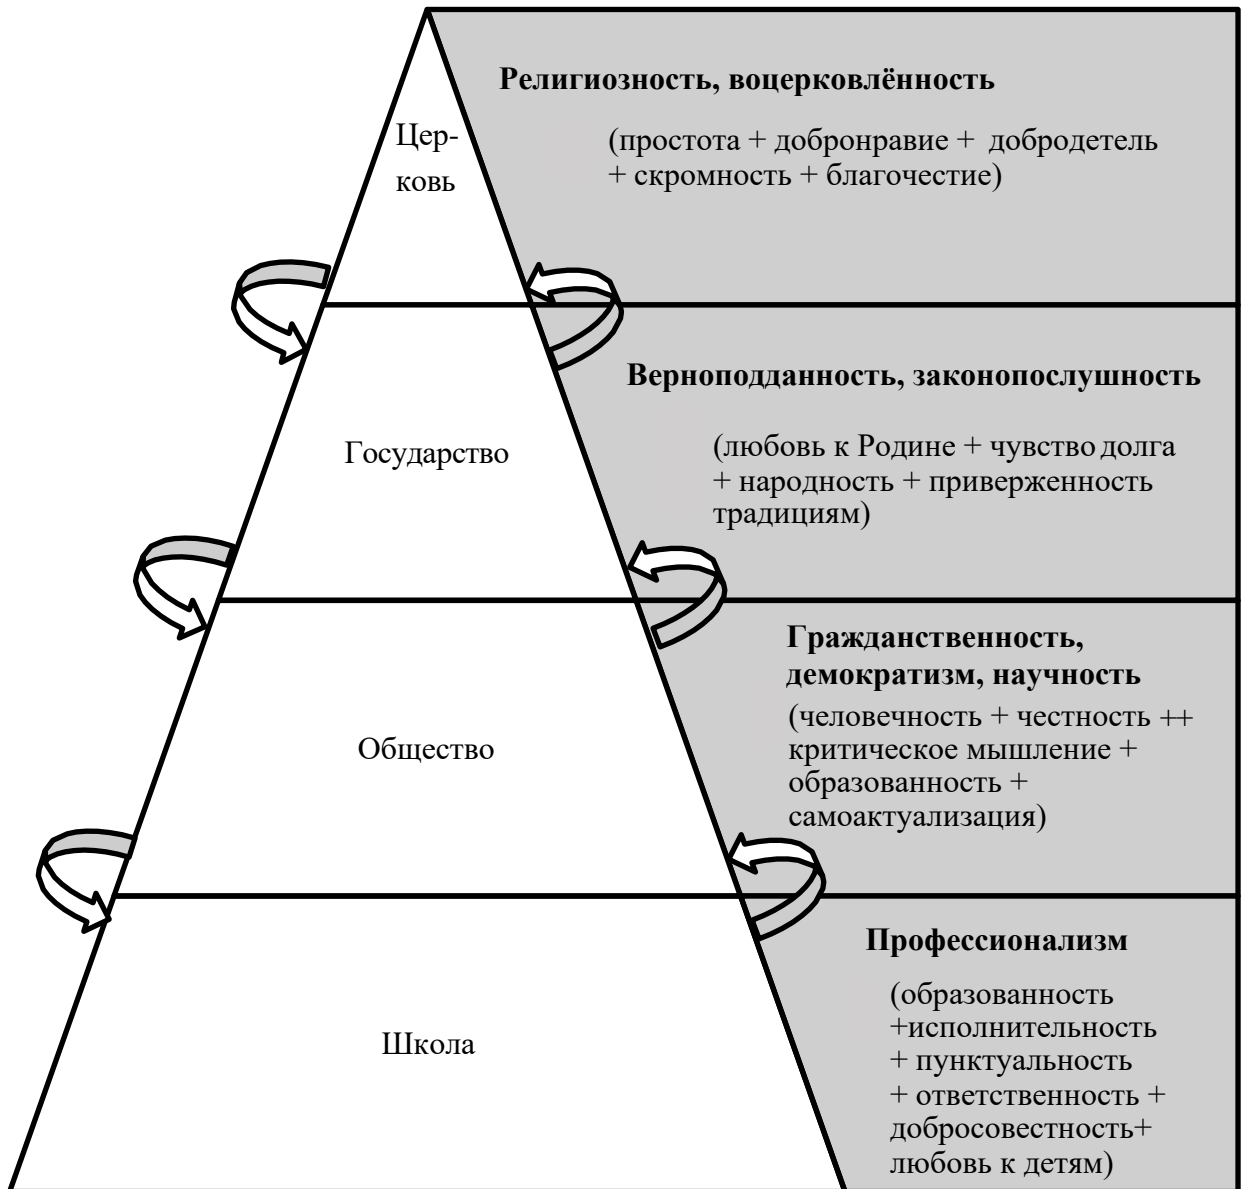 Религиозность, воцерковлённость
Цер-
ковь
(простота + добронравие + добродетель
+ скромность + благочестие)
Верноподданность, законопослушность
Государство
(любовь к Родине + чувство долга
+ народность + приверженность
традициям)
Гражданственность,
демократизм, научность
Общество
(человечность + честность ++
критическое мышление +
образованность +
самоактуализация)
Профессионализм
Школа
(образованность
+исполнительность
+ пунктуальность
+ ответственность +
добросовестность+
любовь к детям)